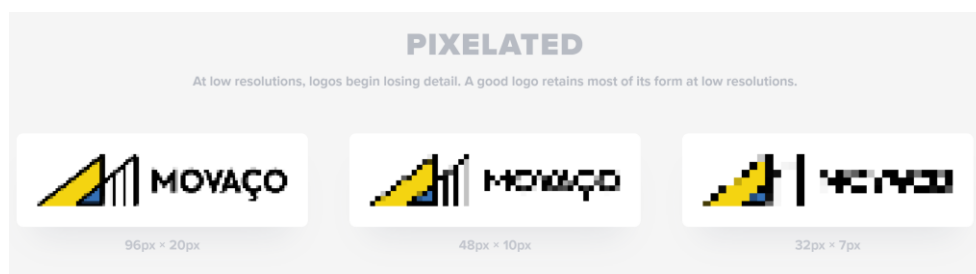 PIXELATED
At low resolutions, logos begin losing detail. A good logo retains most of its form at low resolutions.
MOVAÇO
MOVAÇO
96px × 20px
48px × 10px
32px × 7px